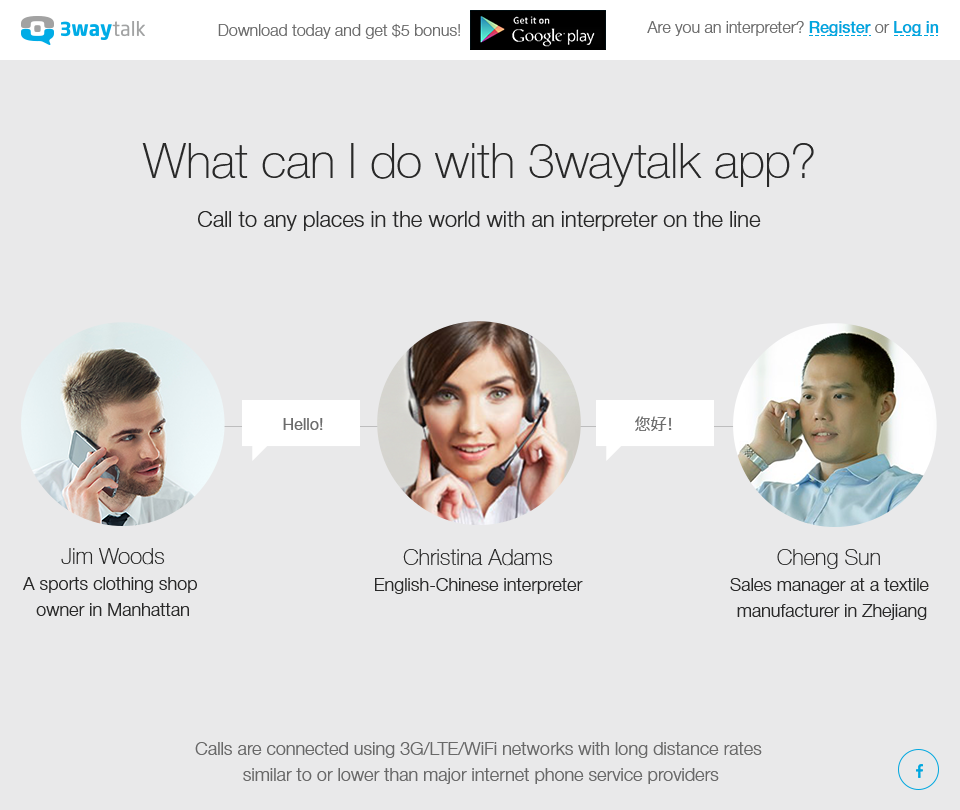 3waytalk
Download today and get $5 bonus!
Get it on
Google play
Are you an interpreter? Register or Log in
What can I do with 3waytalk app?
Call to any places in the world with an interpreter on the line
Hello!
您好!
Jim Woods
A sports clothing shop
owner in Manhattan
Christina Adams
English-Chinese interpreter
Cheng Sun
Sales manager at a textile
manufacturer in Zhejiang
Calls are connected using 3G/LTE/WiFi networks with long distance rates
similar to or lower than major internet phone service providers
f